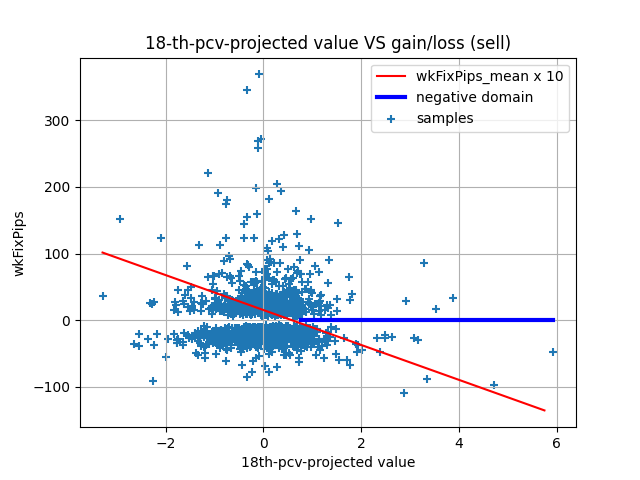 18-th-pcv-projected value VS gain/loss (sell)
wkFixPips_mean x 10
negative domain
samples
300
200
100
0
−100
wkFixPips
−2
0
2
4
6
18th-pcv-projected value